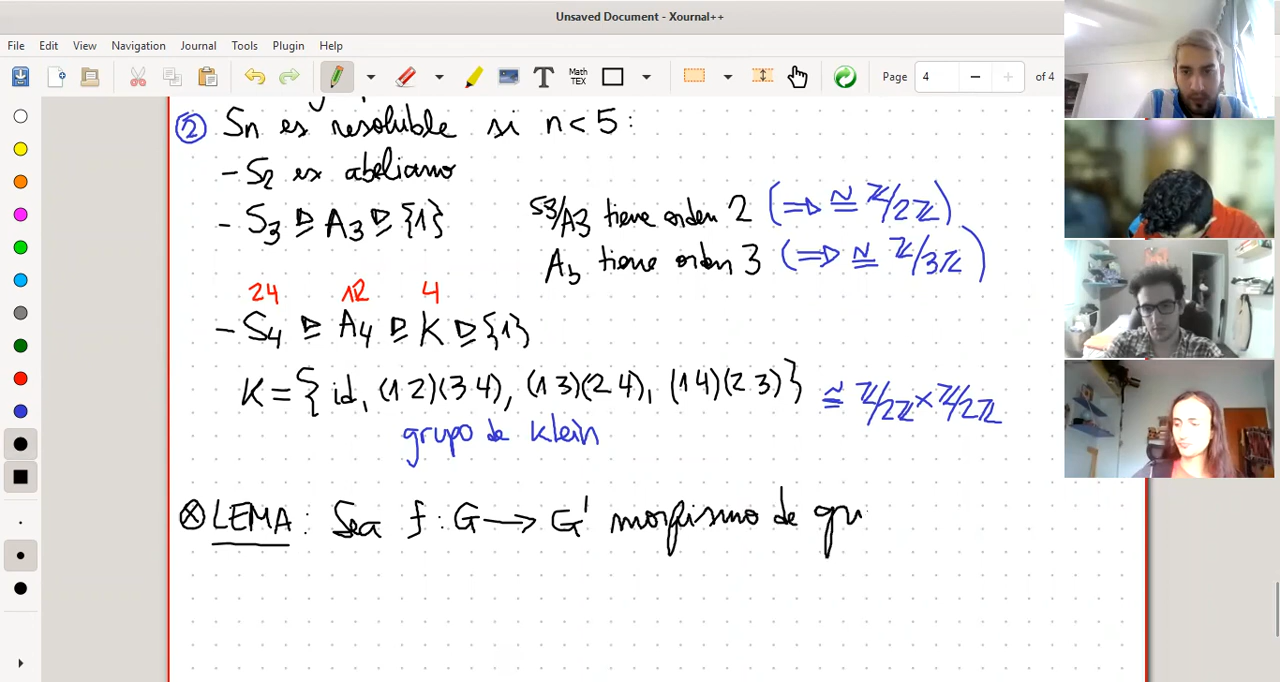 Unsaved Document - Xournal++
File Edit View Navigation Journal Tools Plugin Help
Math TEX T Page 4 of 4
② Sn es resoluble si n < 5 :
- S₂ es abeliano
- S₃ ⊵ A₃ ⊵ {1}
S3/A3 tiene orden 2 (⇒ ≅ ℤ/2ℤ)
A₃ tiene orden 3 (⇒ ≅ ℤ/3ℤ)
24 12 4
- S₄ ⊵ A₄ ⊵ K ⊵ {1}
K = { id, (1 2)(3 4), (1 3)(2 4), (1 4)(2 3) } ≅ ℤ/2ℤ × ℤ/2ℤ
grupo de Klein
⊗ LEMA : Sea f : G ⟶ G' morfismo de gru